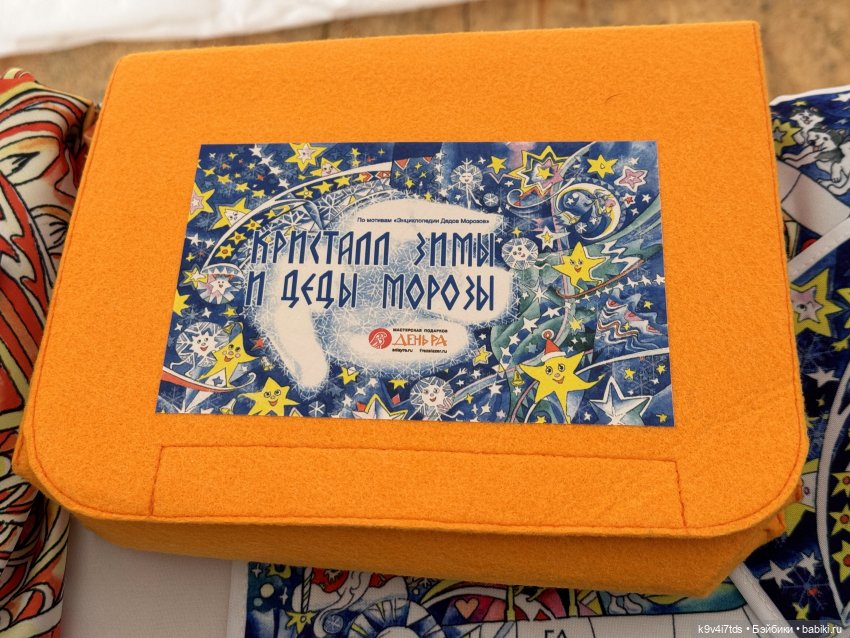 По мотивам «Энциклопедии Дедов Морозов»
КРИСТАЛЛ ЗИМЫ
И ДЕДЫ МОРОЗЫ
МАСТЕРСКАЯ ПОДАРКОВ
ДЕНЬ РА
k9v4i7tds • Бэйбики • babiki.ru